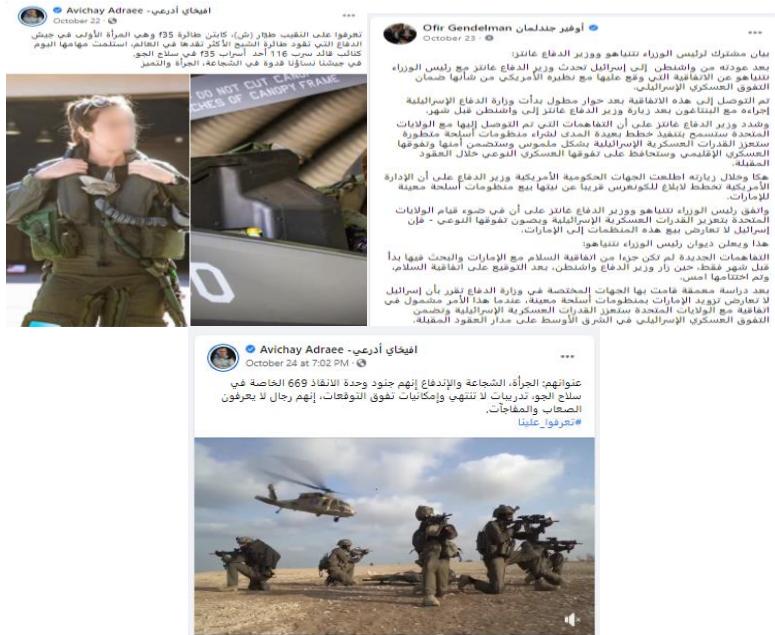 افيخاي أدرعي- Avichay Adraee
October 22
تعرفوا على النقيب طيار (ش)، كابتن طائرة f35 وهي المرأة الأولى في جيش
الدفاع التي تقود طائرة الشبح الأكثر تقدها في العالم، استلمت مهامها اليوم
كنائب قائد سرب 116 أحد أسراب f35 في سلاح الجو.
في جيشنا نساؤنا قدوة في الشجاعة، الجرأة والتميز
DO NOT CUT CANO
CHES OF CANOPY FRAME
Ofir Gendelman أوفير جندلمان
October 23
بيان مشترك لرئيس الوزراء نتنياهو ووزير الدفاع غانتز:
بعد عودته من واشنطن إلى إسرائيل تحدث وزير الدفاع غانتز مع رئيس الوزراء
نتنياهو عن الاتفاقية التي وقع عليها مع نظيره الأمريكي من شأنها ضمان
التفوق العسكري الإسرائيلي.
تم التوصل إلى هذه الاتفاقية بعد حوار مطول بدأت وزارة الدفاع الإسرائيلية
إجراءه مع البنتاغون بعد زيارة وزير الدفاع غانتز إلى واشنطن قبل شهر.
وشدد وزير الدفاع غانتز على أن التفاهمات التي تم التوصل إليها مع الولايات
المتحدة ستسمح بتنفيذ خطط بعيدة المدى لشراء منظومات أسلحة متطورة
ستعزز القدرات العسكرية الإسرائيلية بشكل ملموس وستضمن أمنها وتفوقها
العسكري الإقليمي وستحافظ على تفوقها العسكري النوعي خلال العقود
المقبلة.
هكا وخلال زيارته اطلعت الجهات الحكومية الأمريكية وزير الدفاع على أن الإدارة
الأمريكية تخطط لابلاغ للكونغرس قريبا عن نيتها بيع منظومات أسلحة معينة
للإمارات.
واتفق رئيس الوزراء نتنياهو ووزير الدفاع غانتز على أن في ضوء قيام الولايات
المتحدة بتعزيز القدرات العسكرية الإسرائيلية وبصون تفوقها النوعي - فإن
إسرائيل لا تعارض بيع هذه المنظمات إلى الإمارات.
هذا ويعلن ديوان رئيس الوزراء نتنياهو:
التفاهمات الجديدة لم تكن جزءا من اتفاقية السلام مع الإمارات والبحث فيها بدأ
قبل شهر فقط، حين زار وزير الدفاع واشنطن، بعد التوقيع على اتفاقية السلام،
وتم اختتامها امس.
بعد دراسة معمقة قامت بها الجهات المختصة في وزارة الدفاع تقرر بأن إسرائيل
لا تعارض تزويد الإمارات بمنظومات أسلحة معينة، عندما هذا الأمر مشمول في
اتفاقية مع الولايات المتحدة ستعزز القدرات العسكرية الإسرائيلية وتضمن
التفوق العسكري الإسرائيلي في الشرق الأوسط على مدار العقود المقبلة.
افيخاي أدرعي- Avichay Adraee
October 24 at 7:02 PM
عنوانهم: الجرأة، الشجاعة والإندفاع إنهم جنود وحدة الانقاذ 669 الخاصة في
سلاح الجو، تدريبات لا تنتهي وإمكانيات تفوق التوقعات، إنهم رجال لا يعرفون
الصعاب والمفاجآت.
#تعرفوا_علينا